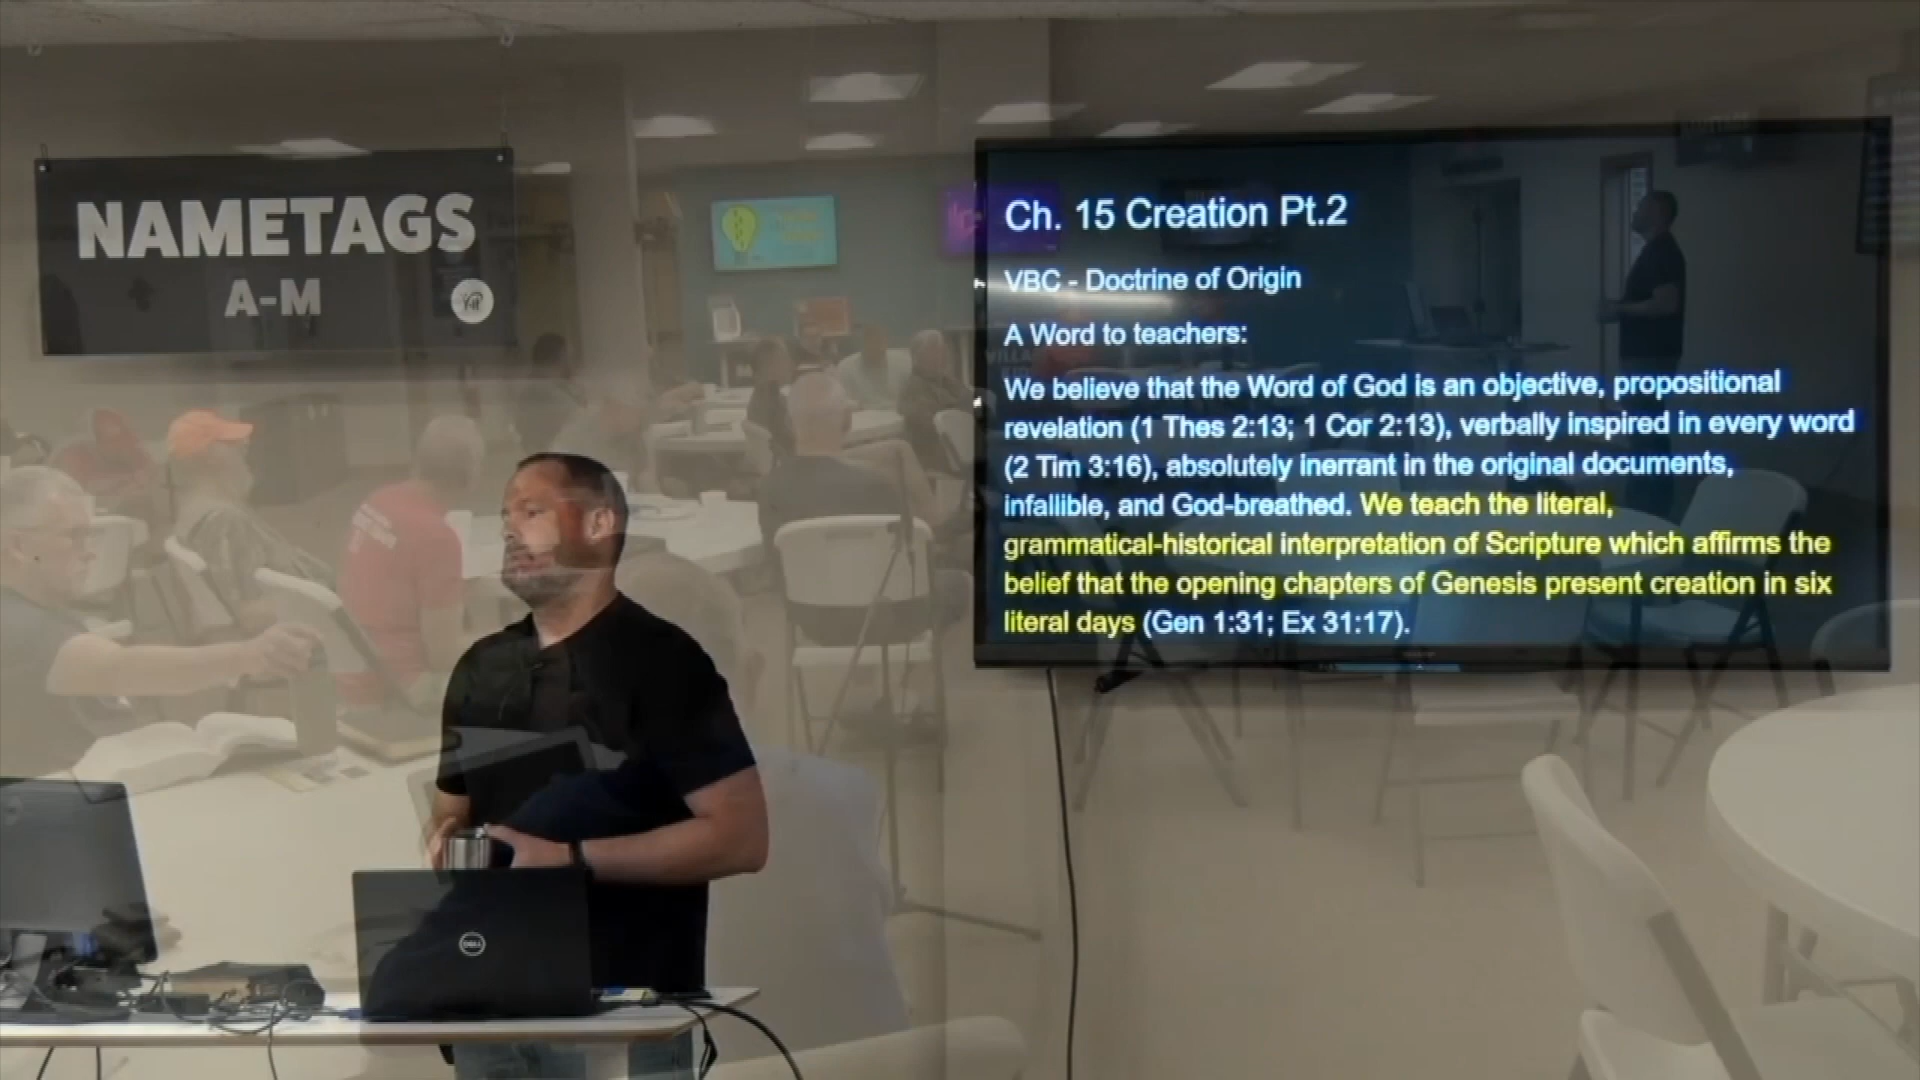 NAMETAGS
A-M
Ch. 15 Creation Pt.2
VBC - Doctrine of Origin
A Word to teachers:
We believe that the Word of God is an objective, propositional
revelation (1 Thes 2:13; 1 Cor 2:13), verbally inspired in every word
(2 Tim 3:16), absolutely inerrant in the original documents,
infallible, and God-breathed. We teach the literal,
grammatical-historical interpretation of Scripture which affirms the
belief that the opening chapters of Genesis present creation in six
literal days (Gen 1:31; Ex 31:17).
DELL